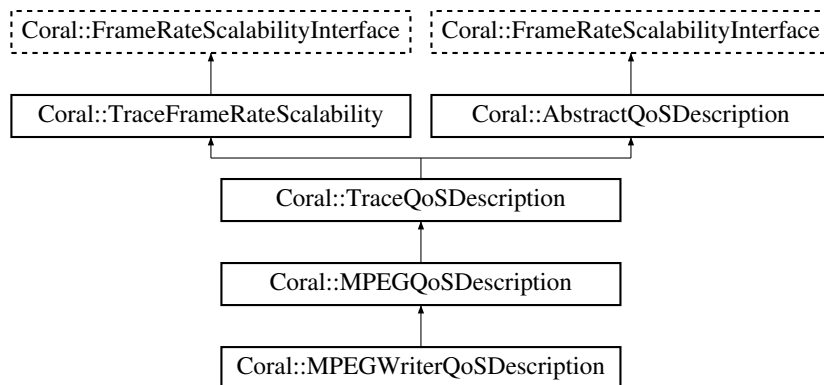 Coral::FrameRateScalabilityInterface
Coral::FrameRateScalabilityInterface
Coral::TraceFrameRateScalability
Coral::AbstractQoSDescription
Coral::TraceQoSDescription
Coral::MPEGQoSDescription
Coral::MPEGWriterQoSDescription